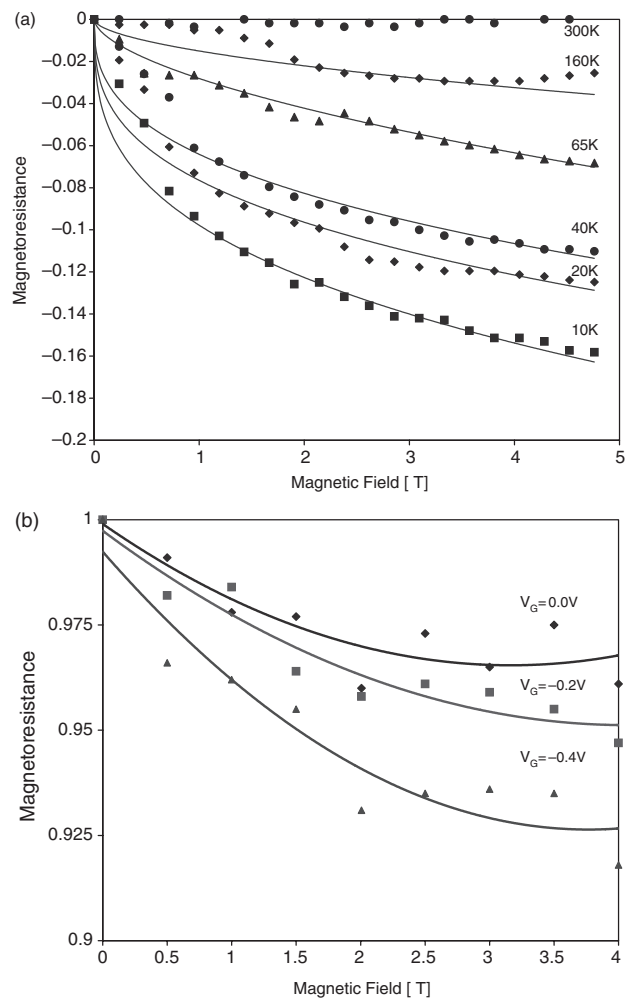 (a)
−0
−0.02
−0.04
−0.06
−0.08
−0.1
−0.12
−0.14
−0.16
−0.18
−0.2
Magnetoresistance
300K
160K
65K
40K
20K
10K
0 1 2 3 4 5
Magnetic Field [ T]
(b)
1
0.975
0.95
0.925
0.9
Magnetoresistance
VG=0.0V
VG=−0.2V
VG=−0.4V
0 0.5 1.0 1.5 2.0 2.5 3.0 3.5 4
Magnetic Field [ T]